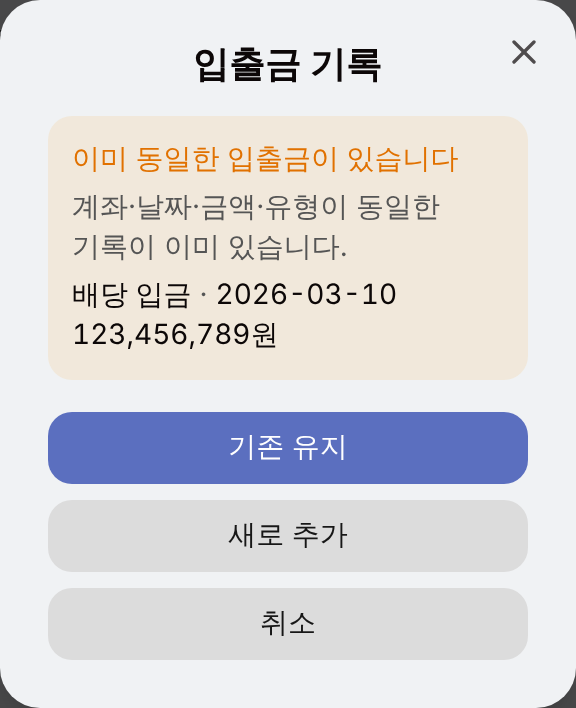 입출금 기록
이미 동일한 입출금이 있습니다
계좌·날짜·금액·유형이 동일한
기록이 이미 있습니다.
배당 입금 · 2026-03-10
123,456,789원
기존 유지
새로 추가
취소